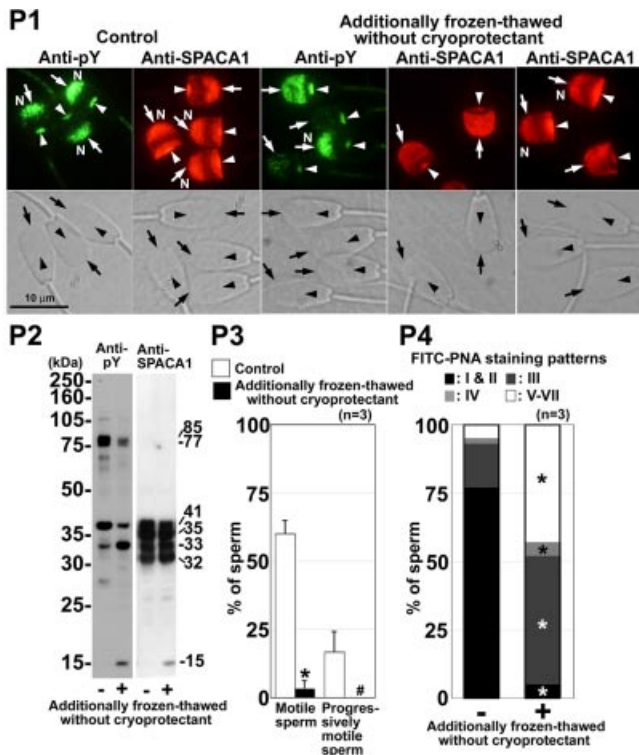 P1
Control
Additionally frozen-thawed
without cryoprotectant
Anti-pY
Anti-SPACA1
Anti-pY
Anti-SPACA1
Anti-SPACA1
N
N
N
N
N
N
N
N
N
N
10 μm
P2
(kDa)
Anti-
pY
Anti-
SPACA1
250-
160-
105-
75-
50-
35-
30-
25-
15-
85
-77
41
-35
-33
32
-15
- + - +
Additionally frozen-thawed
without cryoprotectant
P3
Control
Additionally frozen-thawed
without cryoprotectant
(n=3)
% of sperm
100
75
50
25
0
*
#
Motile
sperm
Progres-
sively
motile
sperm
P4
FITC-PNA staining patterns
: I & II
: III
: IV
: V-VII
(n=3)
% of sperm
100
75
50
25
0
*
*
*
*
- +
Additionally frozen-thawed
without cryoprotectant